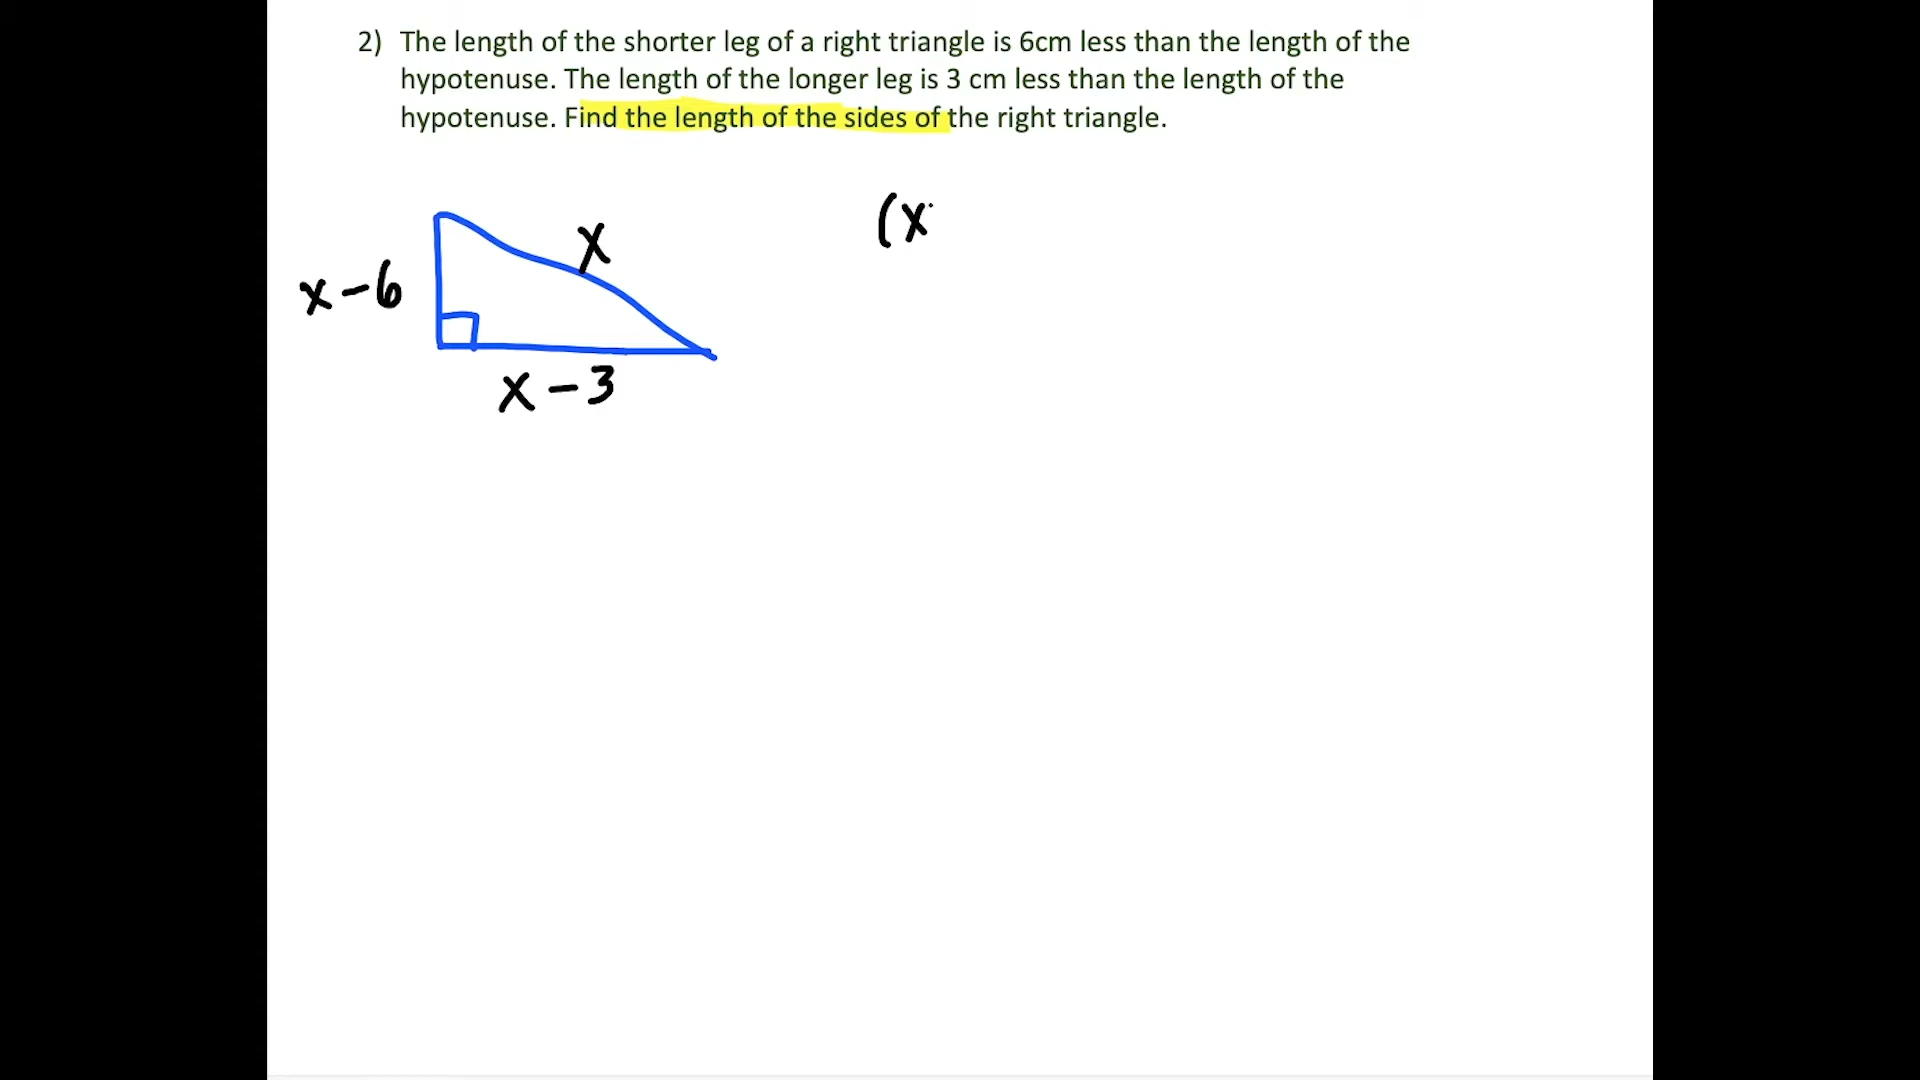 2) The length of the shorter leg of a right triangle is 6cm less than the length of the
hypotenuse. The length of the longer leg is 3 cm less than the length of the
hypotenuse. Find the length of the sides of the right triangle.
(x
x
x-6
x-3